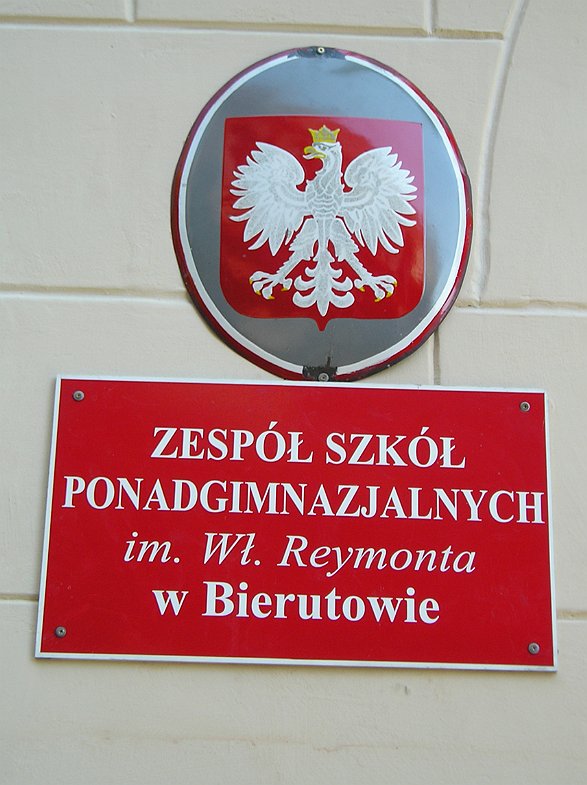 ZESPÓŁ SZKÓŁ
PONADGIMNAZJALNYCH
im. Wł. Reymonta
w Bierutowie